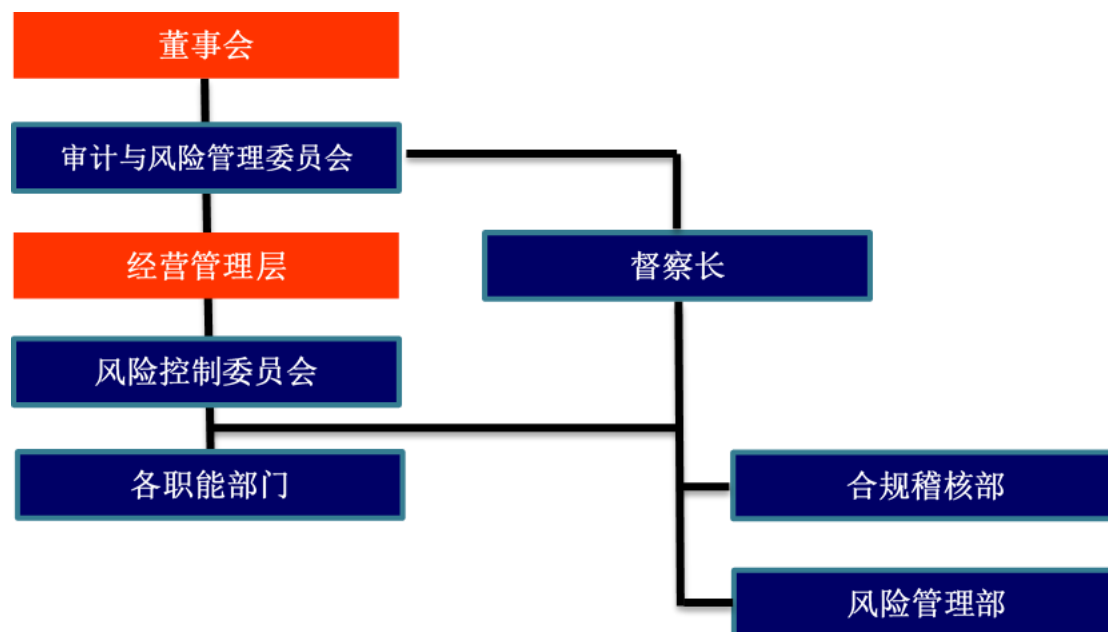 董事会
审计与风险管理委员会
经营管理层
督察长
风险控制委员会
各职能部门
合规稽核部
风险管理部